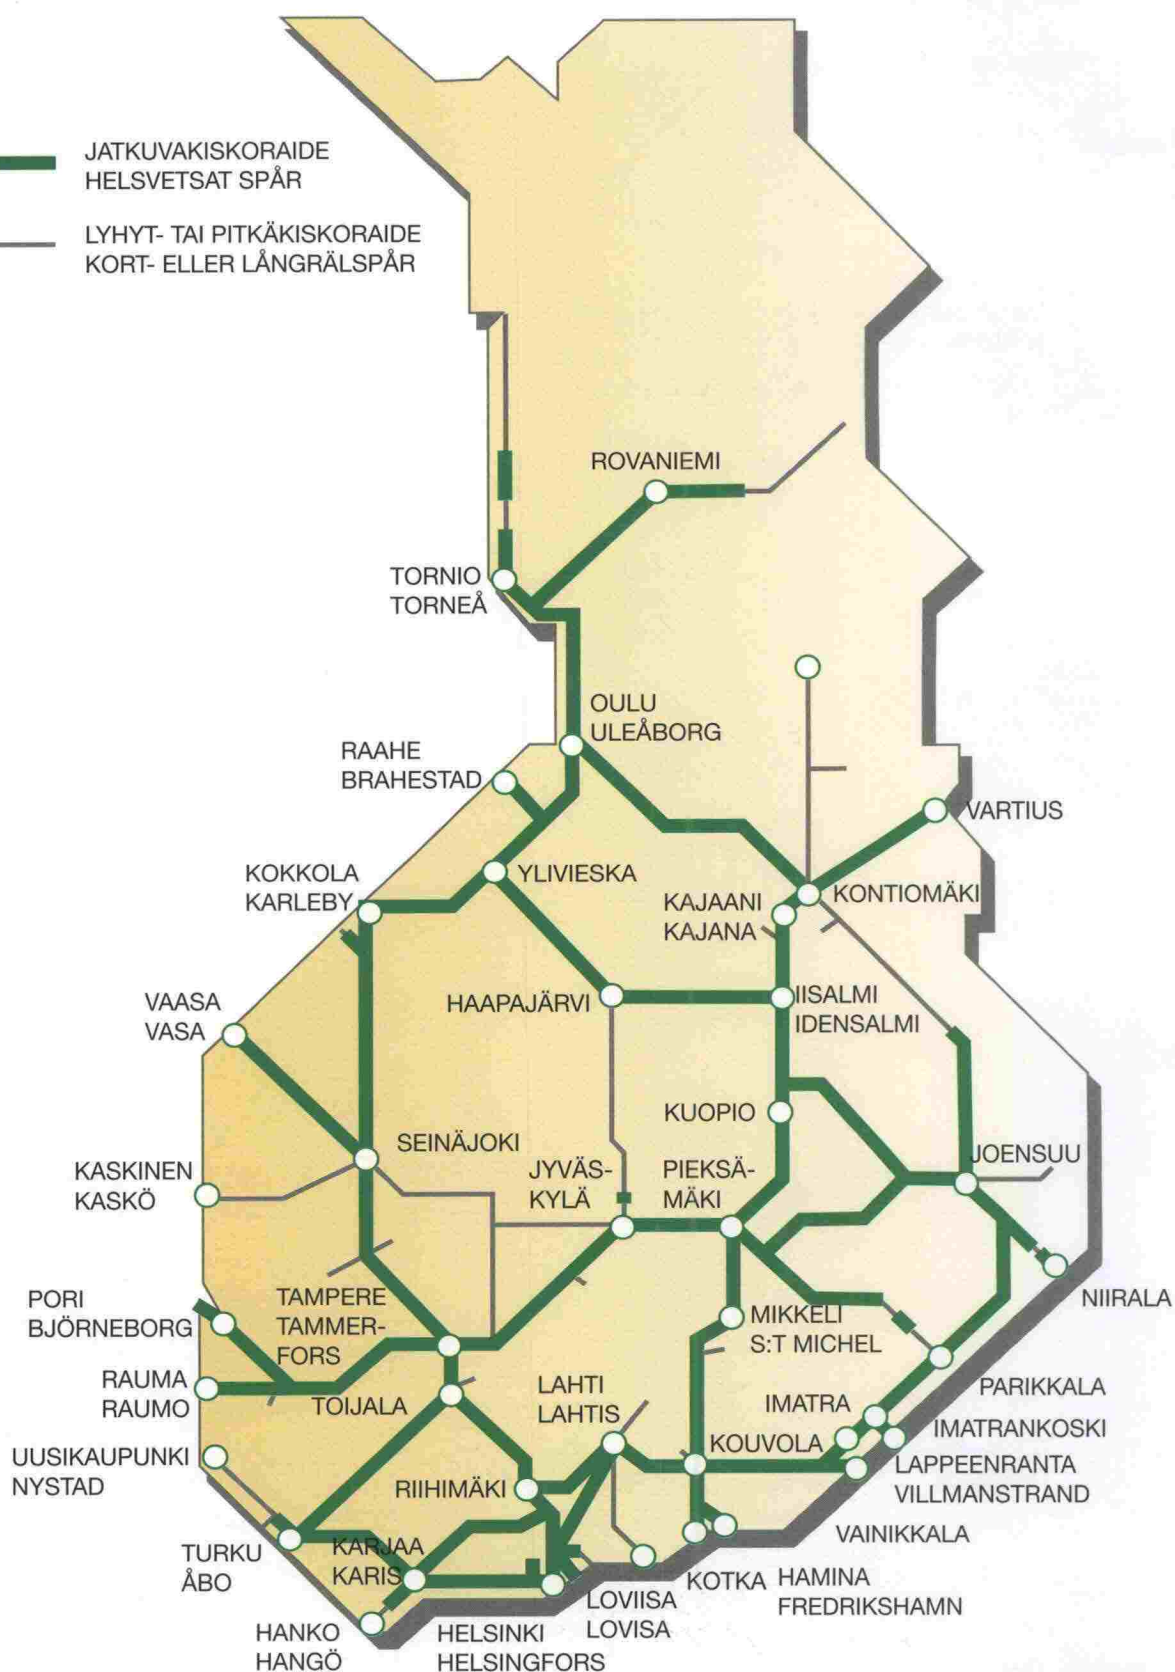 JATKUVAKISKORAIDE
HELSVETSAT SPÅR
LYHYT- TAI PITKÄKISKORAIDE
KORT- ELLER LÅNGRÄLSPÅR
ROVANIEMI
TORNIO
TORNEÅ
OULU
ULEÅBORG
RAAHE
BRAHESTAD
VARTIUS
YLIVIESKA
KOKKOLA
KARLEBY
KAJAANI
KAJANA
KONTIOMÄKI
VAASA
VASA
HAAPAJÄRVI
IISALMI
IDENSALMI
KUOPIO
SEINÄJOKI
JOENSUU
KASKINEN
KASKÖ
JYVÄS-
KYLÄ
PIEKSÄ-
MÄKI
NIIRALA
PORI
BJÖRNEBORG
TAMPERE
TAMMER-
FORS
MIKKELI
S:T MICHEL
RAUMA
RAUMO
TOIJALA
LAHTI
LAHTIS
IMATRA
PARIKKALA
IMATRANKOSKI
UUSIKAUPUNKI
NYSTAD
RIIHIMÄKI
KOUVOLA
LAPPEENRANTA
VILLMANSTRAND
TURKU
ÅBO
KARJAA
KARIS
VAINIKKALA
HANKO
HANGÖ
HELSINKI
HELSINGFORS
LOVIISA
LOVISA
KOTKA
HAMINA
FREDRIKSHAMN